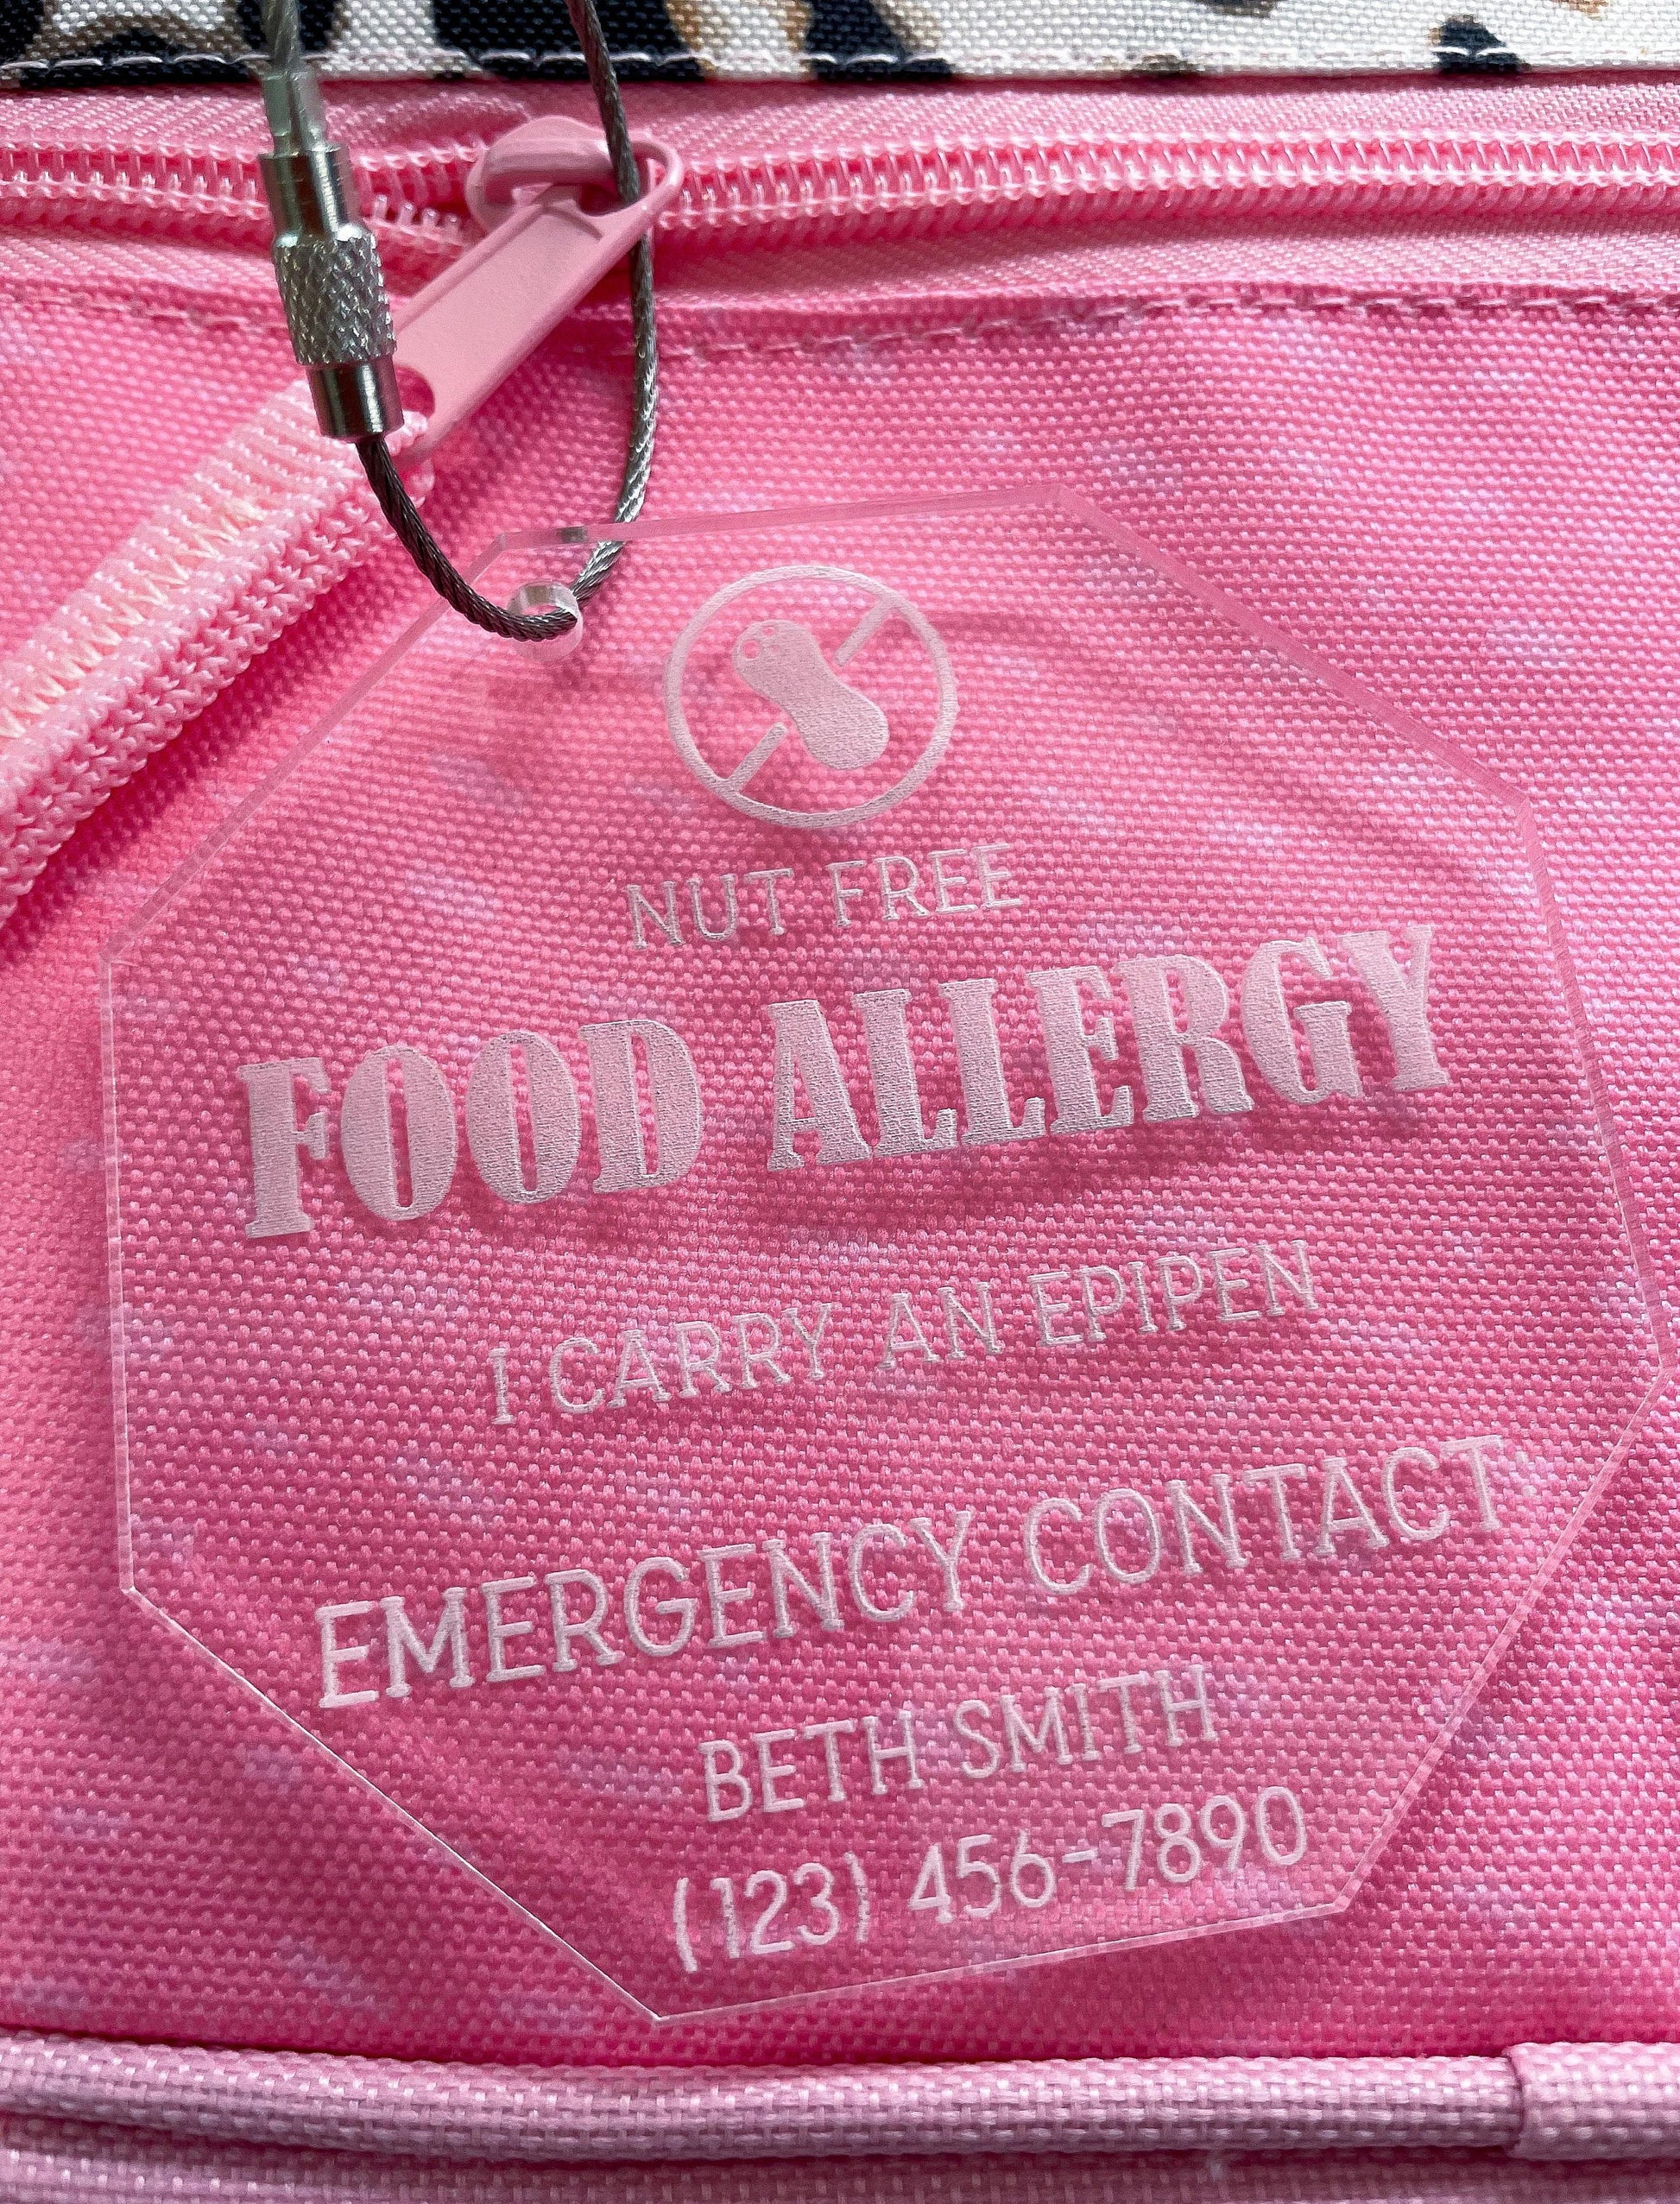 NUT FREE
FOOD ALLERGY
I CARRY AN EPIPEN
EMERGENCY CONTACT
BETH SMITH
(123) 456-7890